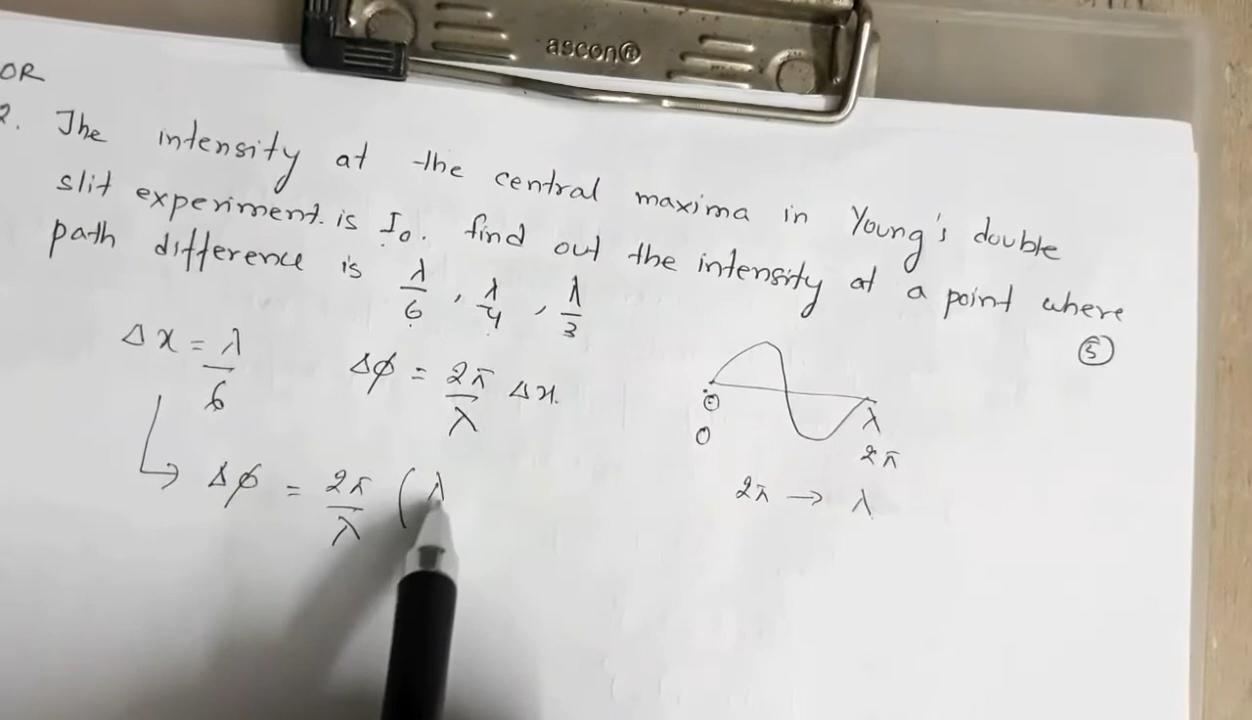 ascon®
OR
2. The intensity at the central maxima in Young's double
slit experiment is I₀. find out the intensity at a point where
path difference is λ/6, λ/4, λ/3
⑤
Δx = λ/6
Δφ = 2π/λ Δx.
0
0
λ
2π
Δφ = 2π/λ (λ
2π → λ